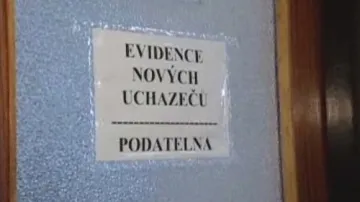 EVIDENCE
NOVÝCH
UCHAZEČŮ
PODATELNA